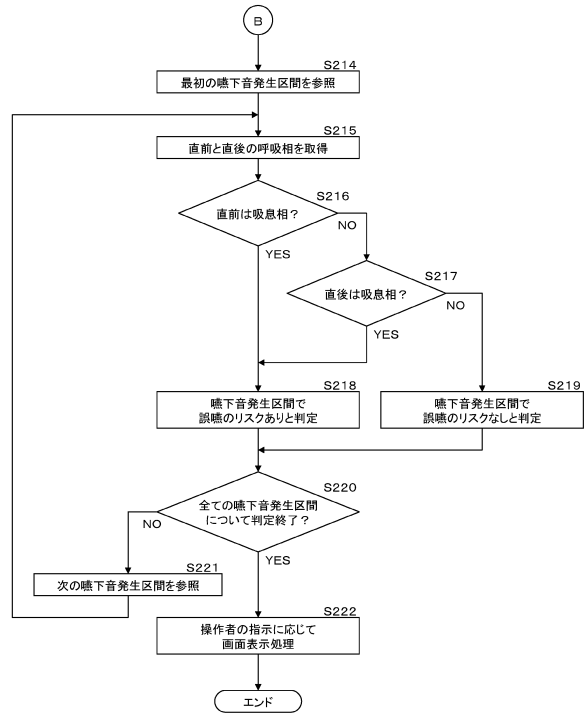 B
S214
最初の嚥下音発生区間を参照
S215
直前と直後の呼吸相を取得
S216
直前は吸息相？
NO
YES
S217
直後は吸息相？
NO
YES
S218
嚥下音発生区間で
誤嚥のリスクありと判定
S219
嚥下音発生区間で
誤嚥のリスクなしと判定
S220
全ての嚥下音発生区間
について判定終了？
NO
YES
S221
次の嚥下音発生区間を参照
S222
操作者の指示に応じて
画面表示処理
エンド